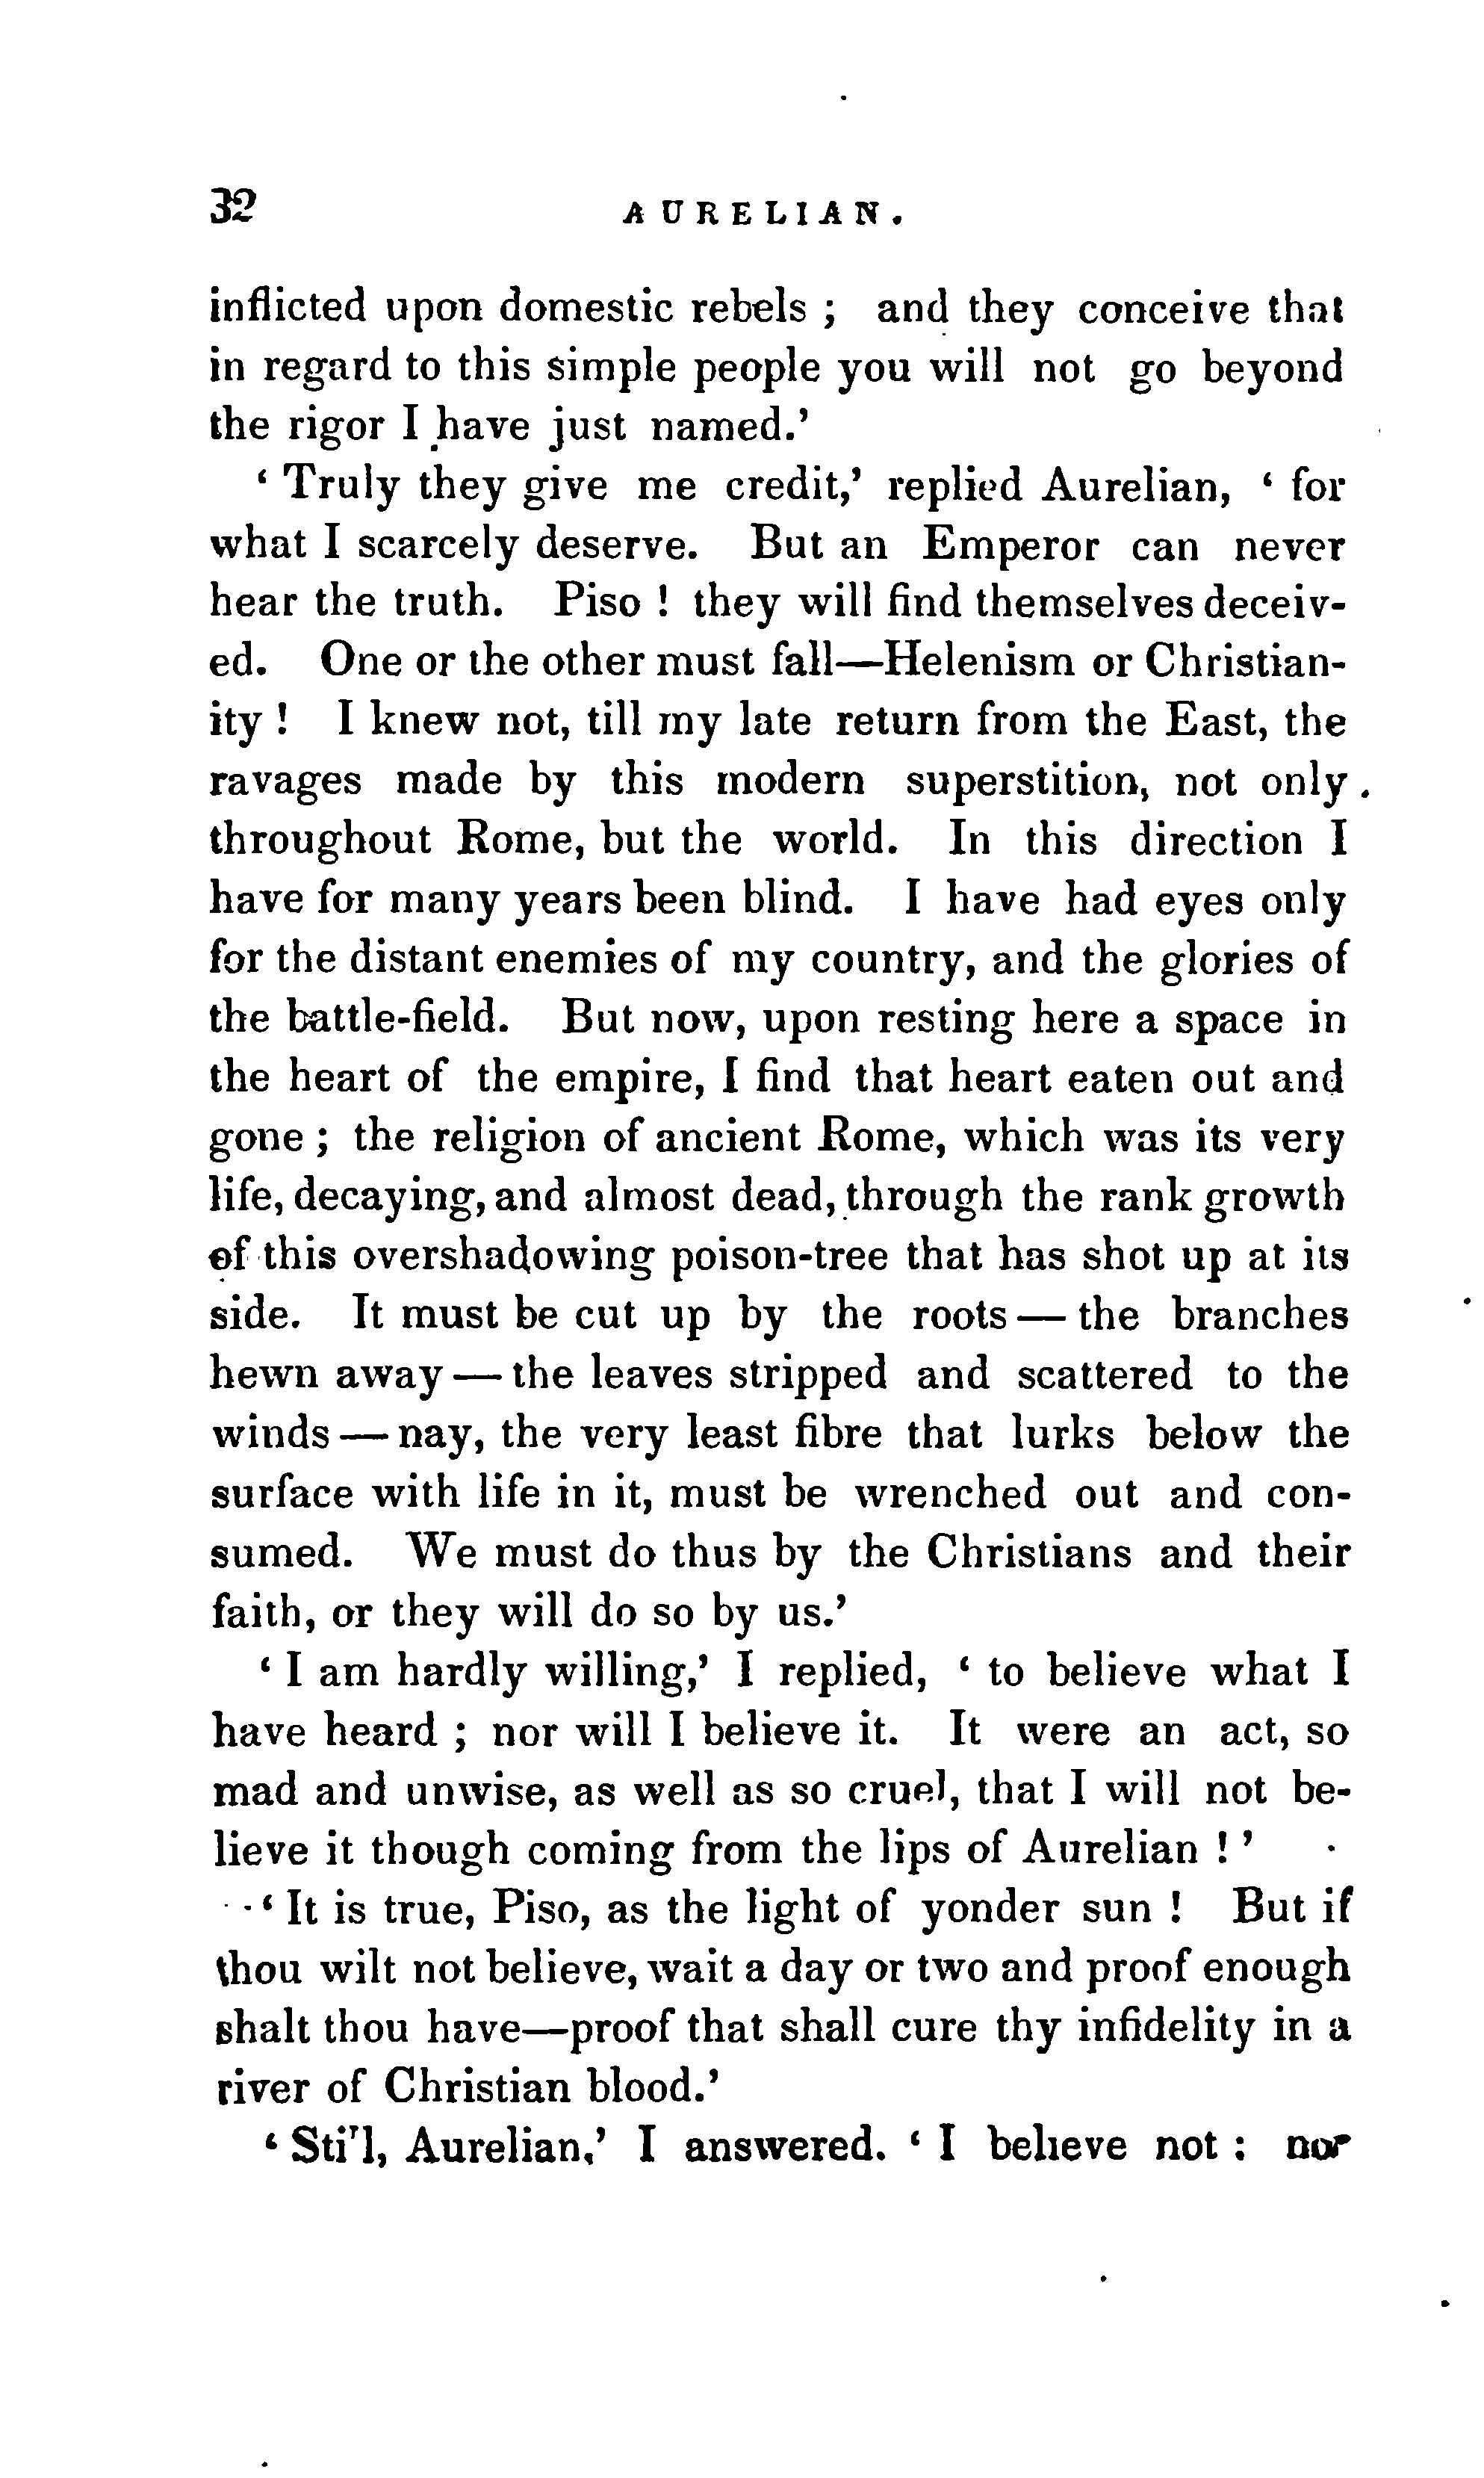 32 AURELIAN.
inflicted upon domestic rebels ; and they conceive that
in regard to this simple people you will not go beyond
the rigor I have just named.’
‘ Truly they give me credit,’ replied Aurelian, ‘ for
what I scarcely deserve. But an Emperor can never
hear the truth. Piso ! they will find themselves deceiv-
ed. One or the other must fall—Helenism or Christian-
ity ! I knew not, till my late return from the East, the
ravages made by this modern superstition, not only
throughout Rome, but the world. In this direction I
have for many years been blind. I have had eyes only
for the distant enemies of my country, and the glories of
the battle-field. But now, upon resting here a space in
the heart of the empire, I find that heart eaten out and
gone ; the religion of ancient Rome, which was its very
life, decaying, and almost dead, through the rank growth
of this overshadowing poison-tree that has shot up at its
side. It must be cut up by the roots — the branches
hewn away — the leaves stripped and scattered to the
winds — nay, the very least fibre that lurks below the
surface with life in it, must be wrenched out and con-
sumed. We must do thus by the Christians and their
faith, or they will do so by us.’
‘ I am hardly willing,’ I replied, ‘ to believe what I
have heard ; nor will I believe it. It were an act, so
mad and unwise, as well as so cruel, that I will not be-
lieve it though coming from the lips of Aurelian ! ’
‘ It is true, Piso, as the light of yonder sun ! But if
thou wilt not believe, wait a day or two and proof enough
shalt thou have—proof that shall cure thy infidelity in a
river of Christian blood.’
‘ Still, Aurelian,’ I answered. ‘ I believe not : nor